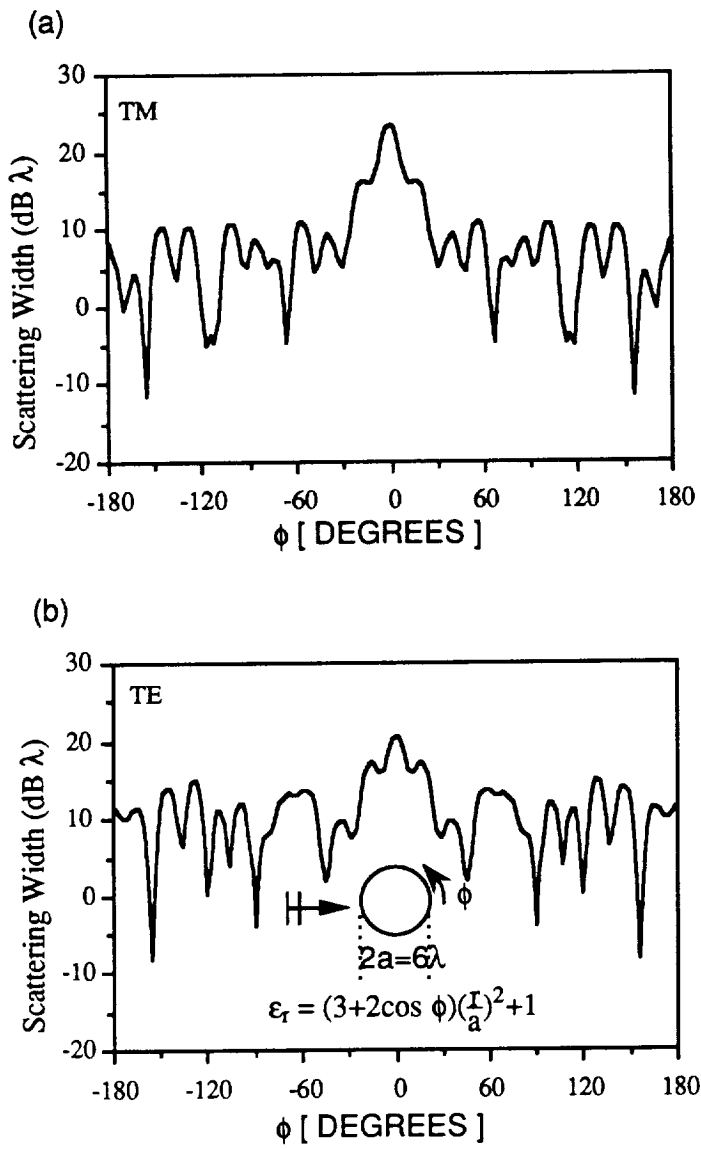 (a)
30
TM
20
10
0
-10
-20
Scattering Width (dB λ)
-180 -120 -60 0 60 120 180
ϕ [ DEGREES ]
(b)
30
TE
20
10
0
-10
-20
Scattering Width (dB λ)
ϕ
2a=6λ
εr = (3+2cos ϕ)(r/a)²+1
-180 -120 -60 0 60 120 180
ϕ [ DEGREES ]